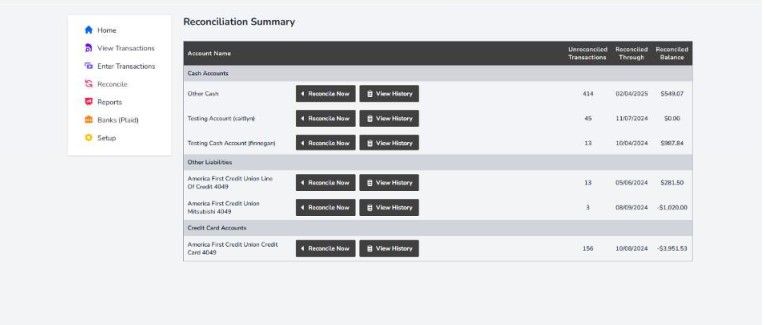 Home
View Transactions
Enter Transactions
Reconcile
Reports
Banks (Plaid)
Setup
Reconciliation Summary
Account Name Unreconciled Transactions Reconciled Through Reconciled Balance
Cash Accounts
Other Cash Reconcile Now View History 414 02/04/2025 $549.07
Testing Account (caitlyn) Reconcile Now View History 45 11/07/2024 $0.00
Testing Cash Account (finnegan) Reconcile Now View History 13 10/04/2024 $987.84
Other Liabilities
America First Credit Union Line
Of Credit 4049 Reconcile Now View History 13 05/06/2024 $281.50
America First Credit Union
Mitsubishi 4049 Reconcile Now View History 3 08/09/2024 -$1,020.00
Credit Card Accounts
America First Credit Union Credit
Card 4049 Reconcile Now View History 156 10/08/2024 -$3,951.53